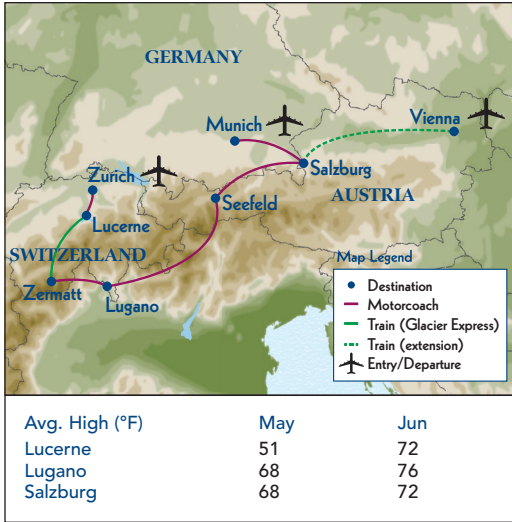 GERMANY
Munich
Vienna
Salzburg
Zurich
AUSTRIA
Seefeld
Lucerne
SWITZERLAND
Zermatt
Lugano
Map Legend
Destination
Motorcoach
Train (Glacier Express)
Train (extension)
Entry/Departure
Avg. High (°F) May Jun
Lucerne 51 72
Lugano 68 76
Salzburg 68 72